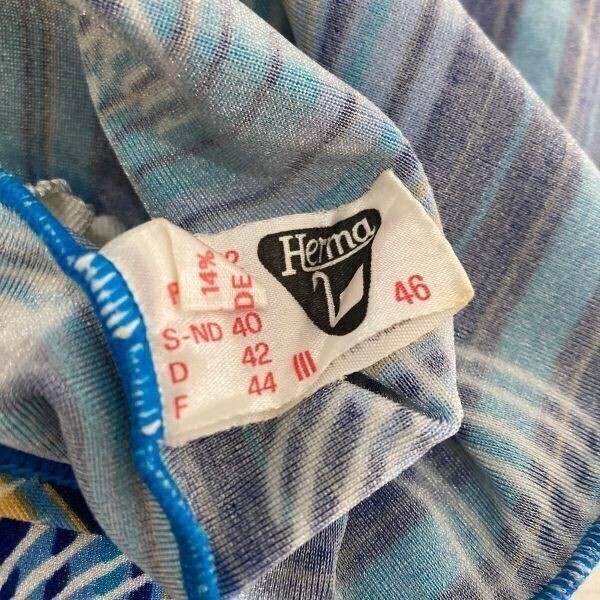 Herma
14%
DE
46
S-ND 40
D 42
F 44 III